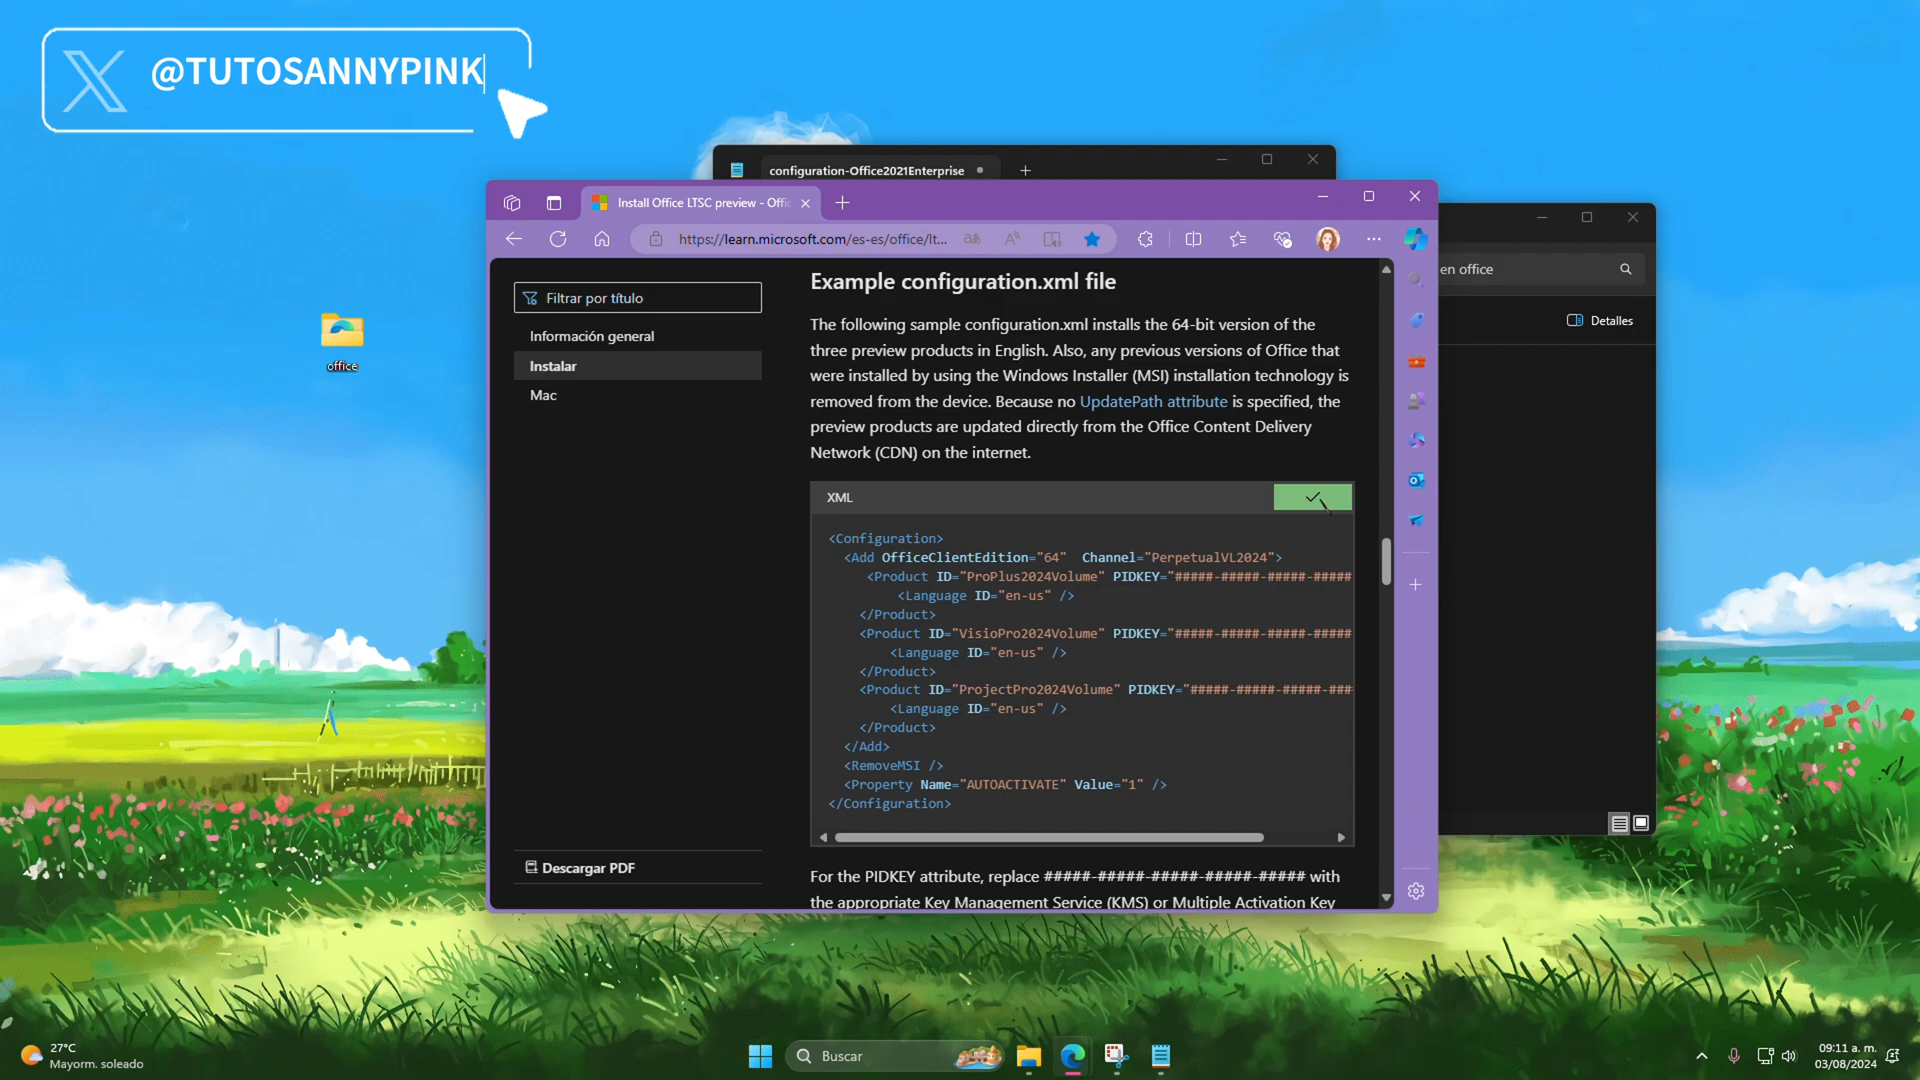 @TUTOSANNYPINK
configuration-Office2021Enterprise
Install Office LTSC preview - Offic
https://learn.microsoft.com/es-es/office/lt...
en office
Detalles
Filtrar por título
Información general
Instalar
Mac
Descargar PDF
Example configuration.xml file
The following sample configuration.xml installs the 64-bit version of the
three preview products in English. Also, any previous versions of Office that
were installed by using the Windows Installer (MSI) installation technology is
removed from the device. Because no UpdatePath attribute is specified, the
preview products are updated directly from the Office Content Delivery
Network (CDN) on the internet.
XML
<Configuration>
<Add OfficeClientEdition="64" Channel="PerpetualVL2024">
<Product ID="ProPlus2024Volume" PIDKEY="#####-#####-#####-#####
<Language ID="en-us" />
</Product>
<Product ID="VisioPro2024Volume" PIDKEY="#####-#####-#####-#####
<Language ID="en-us" />
</Product>
<Product ID="ProjectPro2024Volume" PIDKEY="#####-#####-#####-###
<Language ID="en-us" />
</Product>
</Add>
<RemoveMSI />
<Property Name="AUTOACTIVATE" Value="1" />
</Configuration>
For the PIDKEY attribute, replace #####-#####-#####-#####-##### with
the appropriate Key Management Service (KMS) or Multiple Activation Key
office
27°C
Mayorm. soleado
Buscar
09:11 a. m.
03/08/2024